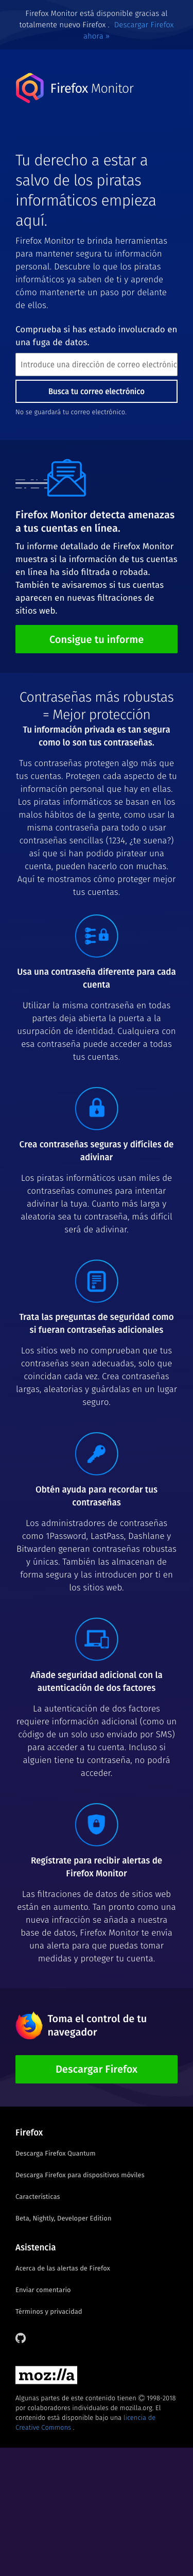 Firefox Monitor está disponible gracias al
totalmente nuevo Firefox . Descargar Firefox
ahora »
Firefox Monitor
Tu derecho a estar a
salvo de los piratas
informáticos empieza
aquí.
Firefox Monitor te brinda herramientas
para mantener segura tu información
personal. Descubre lo que los piratas
informáticos ya saben de ti y aprende
cómo mantenerte un paso por delante
de ellos.
Comprueba si has estado involucrado en
una fuga de datos.
Introduce una dirección de correo electrónic
Busca tu correo electrónico
No se guardará tu correo electrónico.
Firefox Monitor detecta amenazas
a tus cuentas en línea.
Tu informe detallado de Firefox Monitor
muestra si la información de tus cuentas
en línea ha sido filtrada o robada.
También te avisaremos si tus cuentas
aparecen en nuevas filtraciones de
sitios web.
Consigue tu informe
Contraseñas más robustas
= Mejor protección
Tu información privada es tan segura
como lo son tus contraseñas.
Tus contraseñas protegen algo más que
tus cuentas. Protegen cada aspecto de tu
información personal que hay en ellas.
Los piratas informáticos se basan en los
malos hábitos de la gente, como usar la
misma contraseña para todo o usar
contraseñas sencillas (1234, ¿te suena?)
así que si han podido piratear una
cuenta, pueden hacerlo con muchas.
Aquí te mostramos cómo proteger mejor
tus cuentas.
Usa una contraseña diferente para cada
cuenta
Utilizar la misma contraseña en todas
partes deja abierta la puerta a la
usurpación de identidad. Cualquiera con
esa contraseña puede acceder a todas
tus cuentas.
Crea contraseñas seguras y difíciles de
adivinar
Los piratas informáticos usan miles de
contraseñas comunes para intentar
adivinar la tuya. Cuanto más larga y
aleatoria sea tu contraseña, más difícil
será de adivinar.
Trata las preguntas de seguridad como
si fueran contraseñas adicionales
Los sitios web no comprueban que tus
contraseñas sean adecuadas, solo que
coincidan cada vez. Crea contraseñas
largas, aleatorias y guárdalas en un lugar
seguro.
Obtén ayuda para recordar tus
contraseñas
Los administradores de contraseñas
como 1Password, LastPass, Dashlane y
Bitwarden generan contraseñas robustas
y únicas. También las almacenan de
forma segura y las introducen por ti en
los sitios web.
Añade seguridad adicional con la
autenticación de dos factores
La autenticación de dos factores
requiere información adicional (como un
código de un solo uso enviado por SMS)
para acceder a tu cuenta. Incluso si
alguien tiene tu contraseña, no podrá
acceder.
Regístrate para recibir alertas de
Firefox Monitor
Las filtraciones de datos de sitios web
están en aumento. Tan pronto como una
nueva infracción se añada a nuestra
base de datos, Firefox Monitor te envía
una alerta para que puedas tomar
medidas y proteger tu cuenta.
Toma el control de tu
navegador
Descargar Firefox
Firefox
Descarga Firefox Quantum
Descarga Firefox para dispositivos móviles
Características
Beta, Nightly, Developer Edition
Asistencia
Acerca de las alertas de Firefox
Enviar comentario
Términos y privacidad
moz://a
Algunas partes de este contenido tienen © 1998-2018
por colaboradores individuales de mozilla.org. El
contenido está disponible bajo una licencia de
Creative Commons .